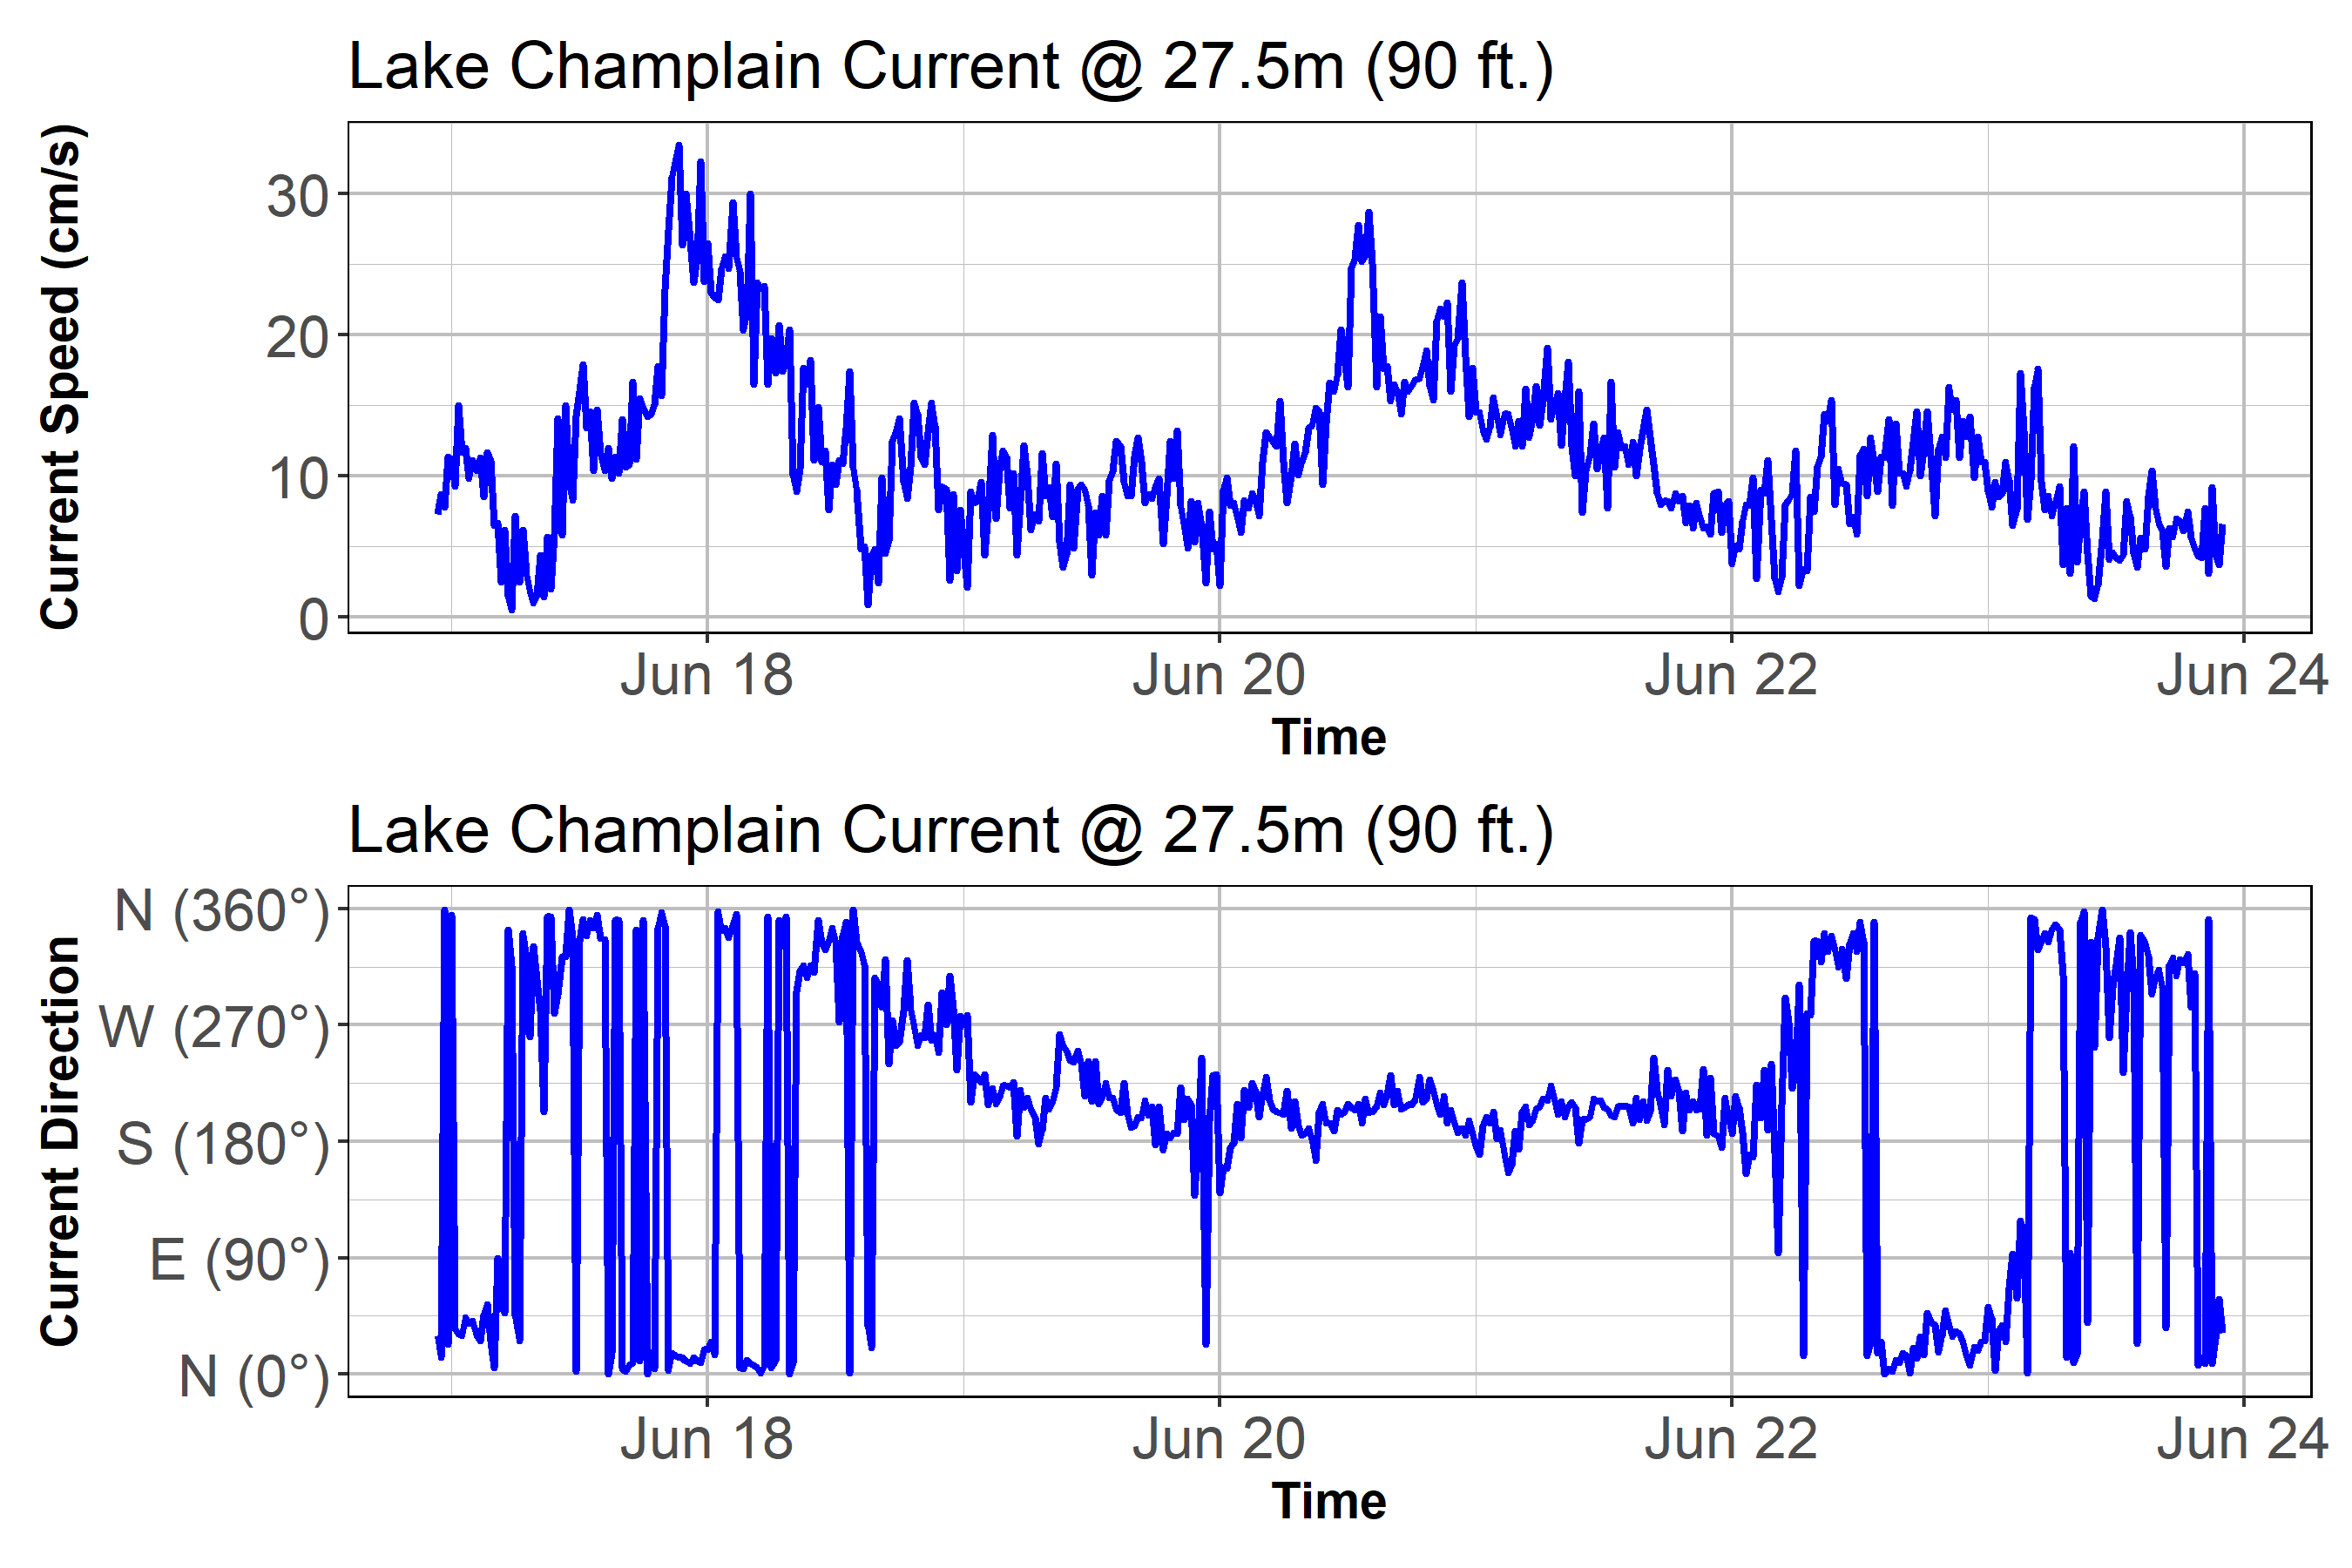 Lake Champlain Current @ 27.5m (90 ft.)
Current Speed (cm/s)
30
20
10
0
Jun 18 Jun 20 Jun 22 Jun 24
Time
Lake Champlain Current @ 27.5m (90 ft.)
Current Direction
N (360°)
W (270°)
S (180°)
E (90°)
N (0°)
Jun 18 Jun 20 Jun 22 Jun 24
Time